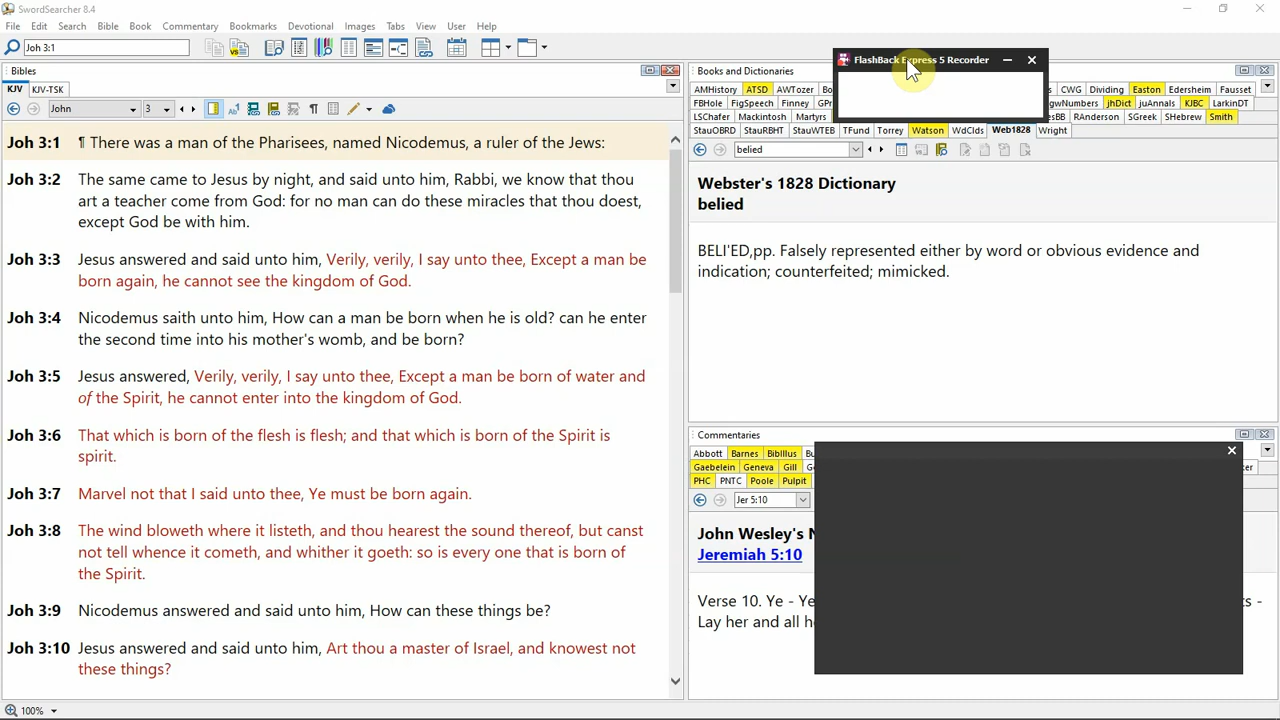 SwordSearcher 8.4
File Edit Search Bible Book Commentary Bookmarks Devotional Images Tabs View User Help
Joh 3:1
Bibles
KJV KJV-TSK
John 3
Joh 3:1 ¶ There was a man of the Pharisees, named Nicodemus, a ruler of the Jews:
Joh 3:2 The same came to Jesus by night, and said unto him, Rabbi, we know that thou
art a teacher come from God: for no man can do these miracles that thou doest,
except God be with him.
Joh 3:3 Jesus answered and said unto him, Verily, verily, I say unto thee, Except a man be
born again, he cannot see the kingdom of God.
Joh 3:4 Nicodemus saith unto him, How can a man be born when he is old? can he enter
the second time into his mother's womb, and be born?
Joh 3:5 Jesus answered, Verily, verily, I say unto thee, Except a man be born of water and
of the Spirit, he cannot enter into the kingdom of God.
Joh 3:6 That which is born of the flesh is flesh; and that which is born of the Spirit is
spirit.
Joh 3:7 Marvel not that I said unto thee, Ye must be born again.
Joh 3:8 The wind bloweth where it listeth, and thou hearest the sound thereof, but canst
not tell whence it cometh, and whither it goeth: so is every one that is born of
the Spirit.
Joh 3:9 Nicodemus answered and said unto him, How can these things be?
Joh 3:10 Jesus answered and said unto him, Art thou a master of Israel, and knowest not
these things?
100%
FlashBack Express 5 Recorder
Books and Dictionaries
AMHistory ATSD AWTozer CWG Dividing Easton Edersheim Fausset
FBHole FigSpeech Finney jhDict juAnnals KJBC LarkinDT
LSChafer Mackintosh Martyrs RAnderson SGreek SHebrew Smith
StauOBRD StauRBHT StauWTEB TFund Torrey Watson WdClds Web1828 Wright
belied
Webster's 1828 Dictionary
belied
BELI'ED,pp. Falsely represented either by word or obvious evidence and
indication; counterfeited; mimicked.
Commentaries
Abbott Barnes BiblIlus
Gaebelein Geneva Gill
PHC PNTC Poole Pulpit
Jer 5:10
John Wesley's
Jeremiah 5:10
Verse 10. Ye -
Lay her and all